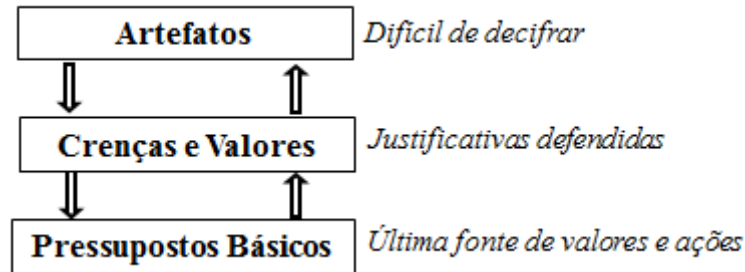 Artefatos Difícil de decifrar
Crenças e Valores Justificativas defendidas
Pressupostos Básicos Última fonte de valores e ações